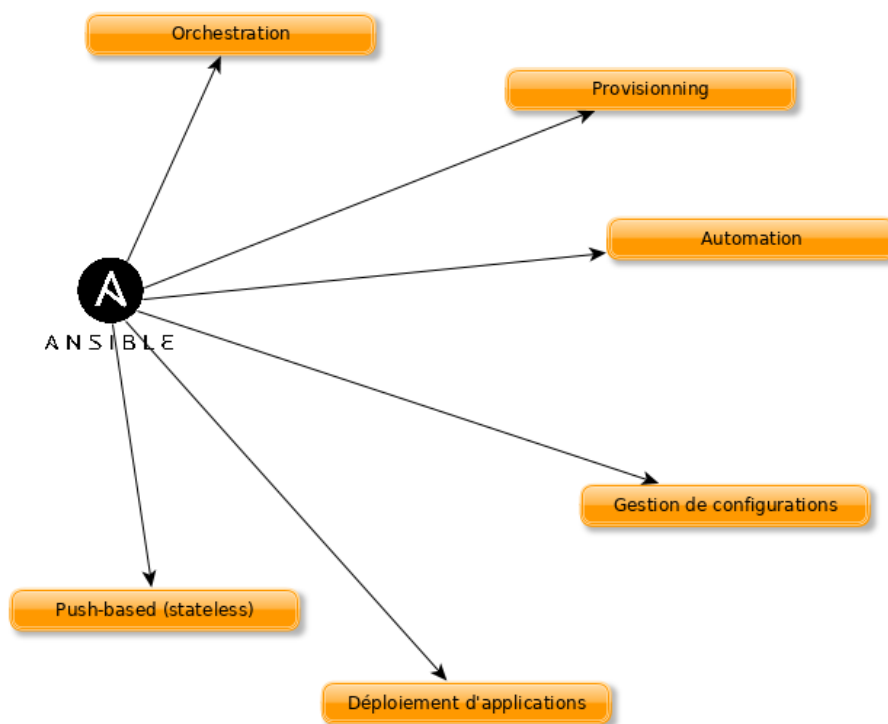 Orchestration
Provisionning
Automation
ANSIBLE
Gestion de configurations
Push-based (stateless)
Déploiement d'applications